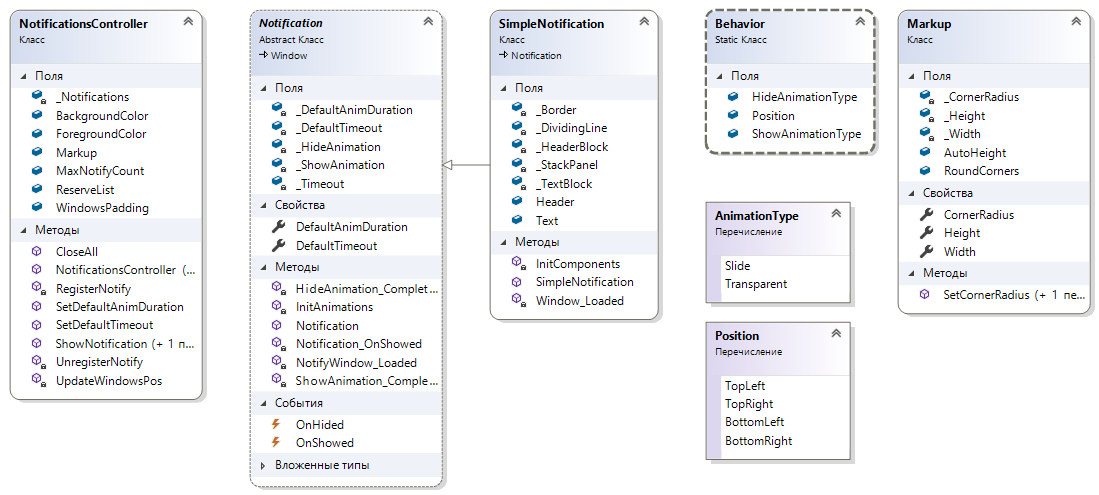 NotificationsController
Класс
Поля
_Notifications
BackgroundColor
ForegroundColor
Markup
MaxNotifyCount
ReserveList
WindowsPadding
Методы
CloseAll
NotificationsController (...
RegisterNotify
SetDefaultAnimDuration
SetDefaultTimeout
ShowNotification (+ 1 п...
UnregisterNotify
UpdateWindowsPos
Notification
Abstract Класс
Window
Поля
_DefaultAnimDuration
_DefaultTimeout
_HideAnimation
_ShowAnimation
_Timeout
Свойства
DefaultAnimDuration
DefaultTimeout
Методы
HideAnimation_Complet...
InitAnimations
Notification
Notification_OnShowed
NotifyWindow_Loaded
ShowAnimation_Comple...
События
OnHided
OnShowed
Вложенные типы
SimpleNotification
Класс
Notification
Поля
_Border
_DividingLine
_HeaderBlock
_StackPanel
_TextBlock
Header
Text
Методы
InitComponents
SimpleNotification
Window_Loaded
Behavior
Static Класс
Поля
HideAnimationType
Position
ShowAnimationType
AnimationType
Перечисление
Slide
Transparent
Position
Перечисление
TopLeft
TopRight
BottomLeft
BottomRight
Markup
Класс
Поля
_CornerRadius
_Height
_Width
AutoHeight
RoundCorners
Свойства
CornerRadius
Height
Width
Методы
SetCornerRadius (+ 1 пе...